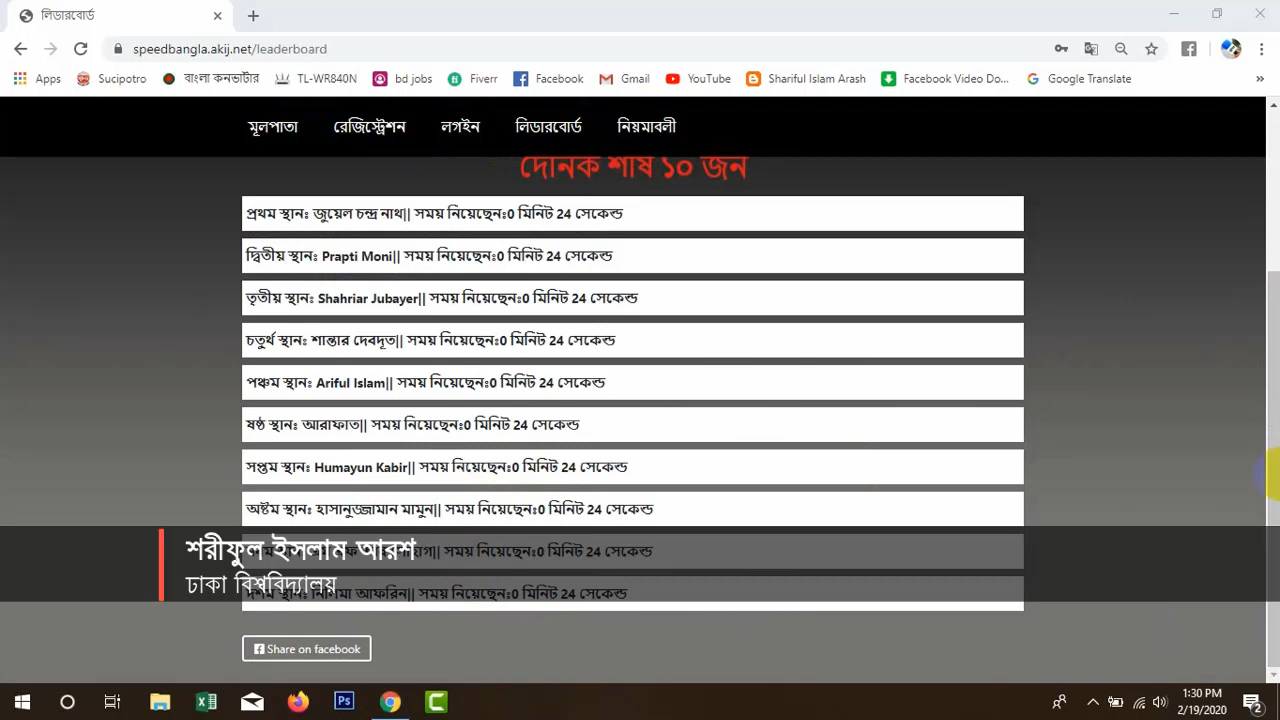 লিডারবোর্ড
speedbangla.akij.net/leaderboard
Apps Sucipotro বাংলা কনভার্টার TL-WR840N bd jobs Fiverr Facebook Gmail YouTube Shariful Islam Arash Facebook Video Do... Google Translate »
মূলপাতা রেজিস্ট্রেশন লগইন লিডারবোর্ড নিয়মাবলী
দৈনিক শীর্ষ ১০ জন
প্রথম স্থানঃ জুয়েল চন্দ্র নাথ|| সময় নিয়েছেনঃ0 মিনিট 24 সেকেন্ড
দ্বিতীয় স্থানঃ Prapti Moni|| সময় নিয়েছেনঃ0 মিনিট 24 সেকেন্ড
তৃতীয় স্থানঃ Shahriar Jubayer|| সময় নিয়েছেনঃ0 মিনিট 24 সেকেন্ড
চতুর্থ স্থানঃ শান্তার দেবদূত|| সময় নিয়েছেনঃ0 মিনিট 24 সেকেন্ড
পঞ্চম স্থানঃ Ariful Islam|| সময় নিয়েছেনঃ0 মিনিট 24 সেকেন্ড
ষষ্ঠ স্থানঃ আরাফাত|| সময় নিয়েছেনঃ0 মিনিট 24 সেকেন্ড
সপ্তম স্থানঃ Humayun Kabir|| সময় নিয়েছেনঃ0 মিনিট 24 সেকেন্ড
অষ্টম স্থানঃ হাসানুজ্জামান মামুন|| সময় নিয়েছেনঃ0 মিনিট 24 সেকেন্ড
শরীফুল ইসলাম আরশ
|| সময় নিয়েছেনঃ0 মিনিট 24 সেকেন্ড
ঢাকা বিশ্ববিদ্যালয়
দশম স্থানঃ নিলিমা আফরিন|| সময় নিয়েছেনঃ0 মিনিট 24 সেকেন্ড
Share on facebook
1:30 PM
2/19/2020
2